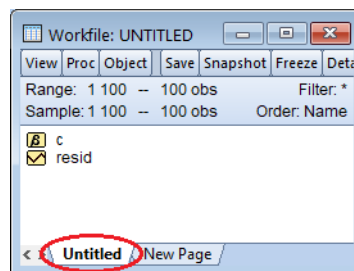 Workfile: UNTITLED
View Proc Object Save Snapshot Freeze Deta
Range: 1 100 -- 100 obs Filter: *
Sample: 1 100 -- 100 obs Order: Name
β c
resid
Untitled New Page